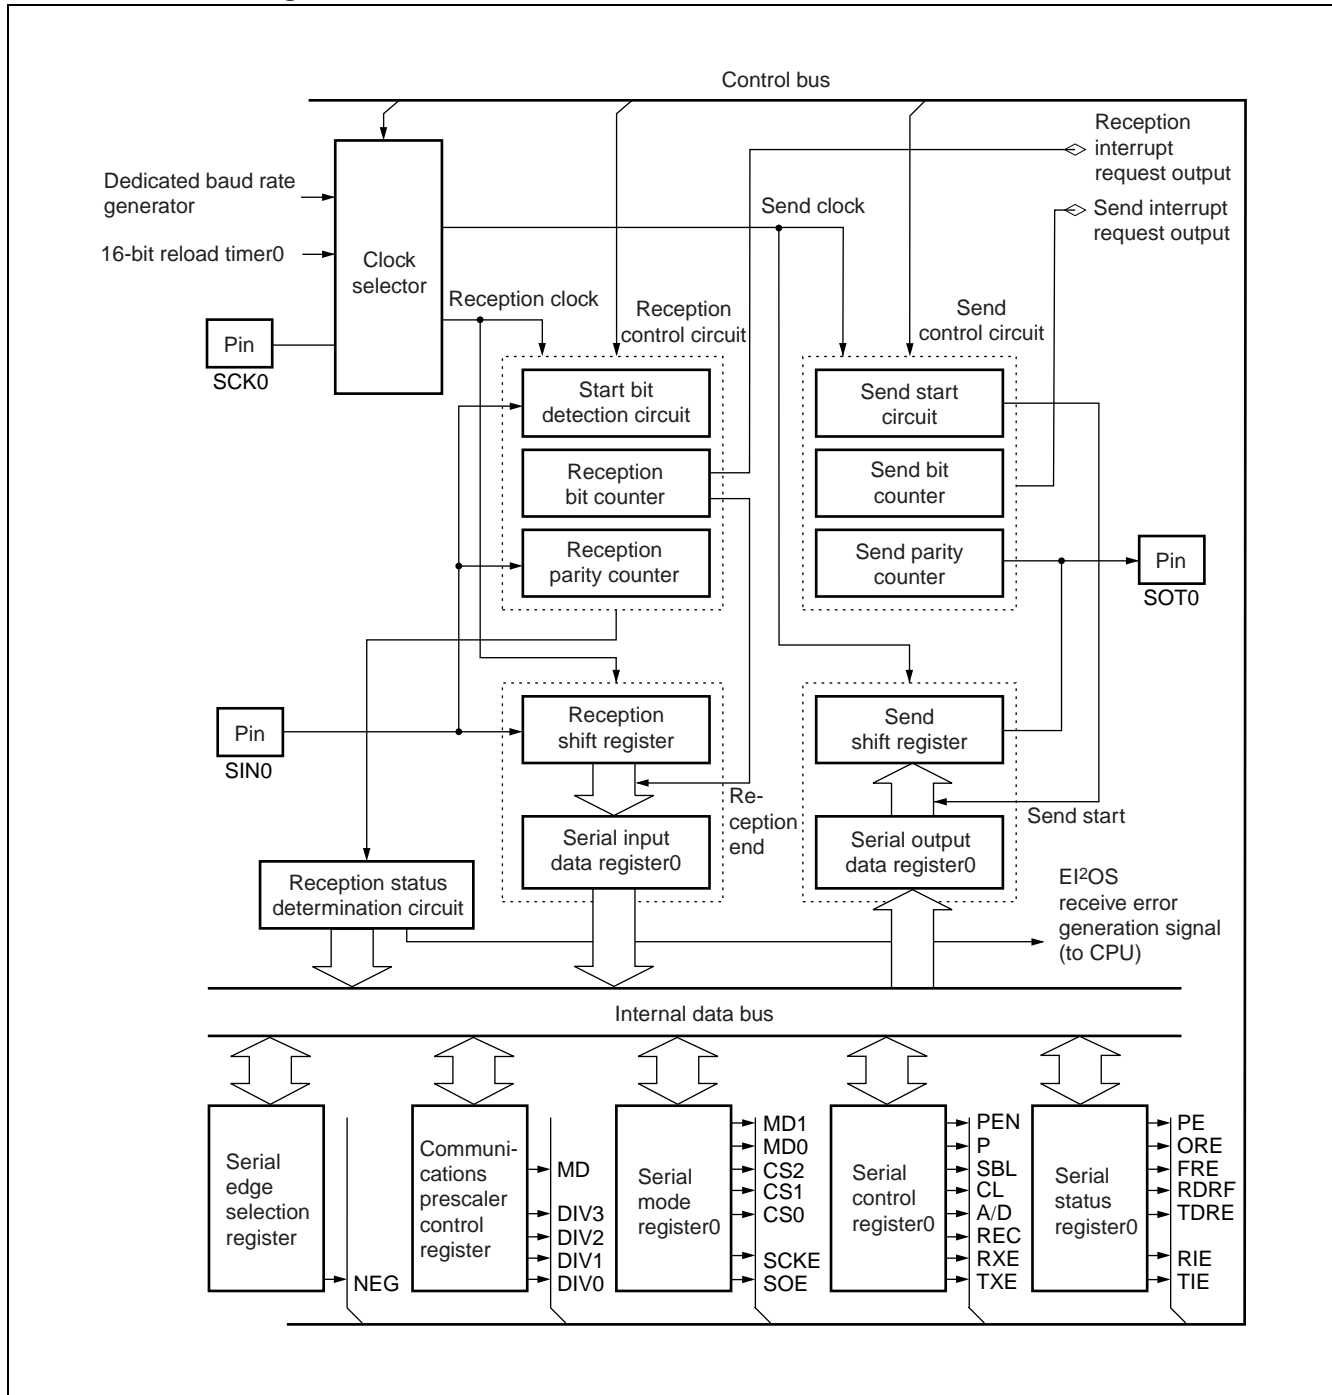 Control bus
Reception
interrupt
request output
Dedicated baud rate
generator
Send clock
Send interrupt
request output
16-bit reload timer0
Clock
selector
Reception clock
Reception
control circuit
Send
control circuit
Pin
SCK0
Start bit
detection circuit
Send start
circuit
Reception
bit counter
Send bit
counter
Reception
parity counter
Send parity
counter
Pin
SOT0
Pin
SIN0
Reception
shift register
Send
shift register
Re-
ception
end
Send start
Serial input
data register0
Serial output
data register0
Reception status
determination circuit
EI2OS
receive error
generation signal
(to CPU)
Internal data bus
Serial
edge
selection
register
NEG
Communi-
cations
prescaler
control
register
MD
DIV3
DIV2
DIV1
DIV0
Serial
mode
register0
MD1
MD0
CS2
CS1
CS0
SCKE
SOE
Serial
control
register0
PEN
P
SBL
CL
A/D
REC
RXE
TXE
Serial
status
register0
PE
ORE
FRE
RDRF
TDRE
RIE
TIE